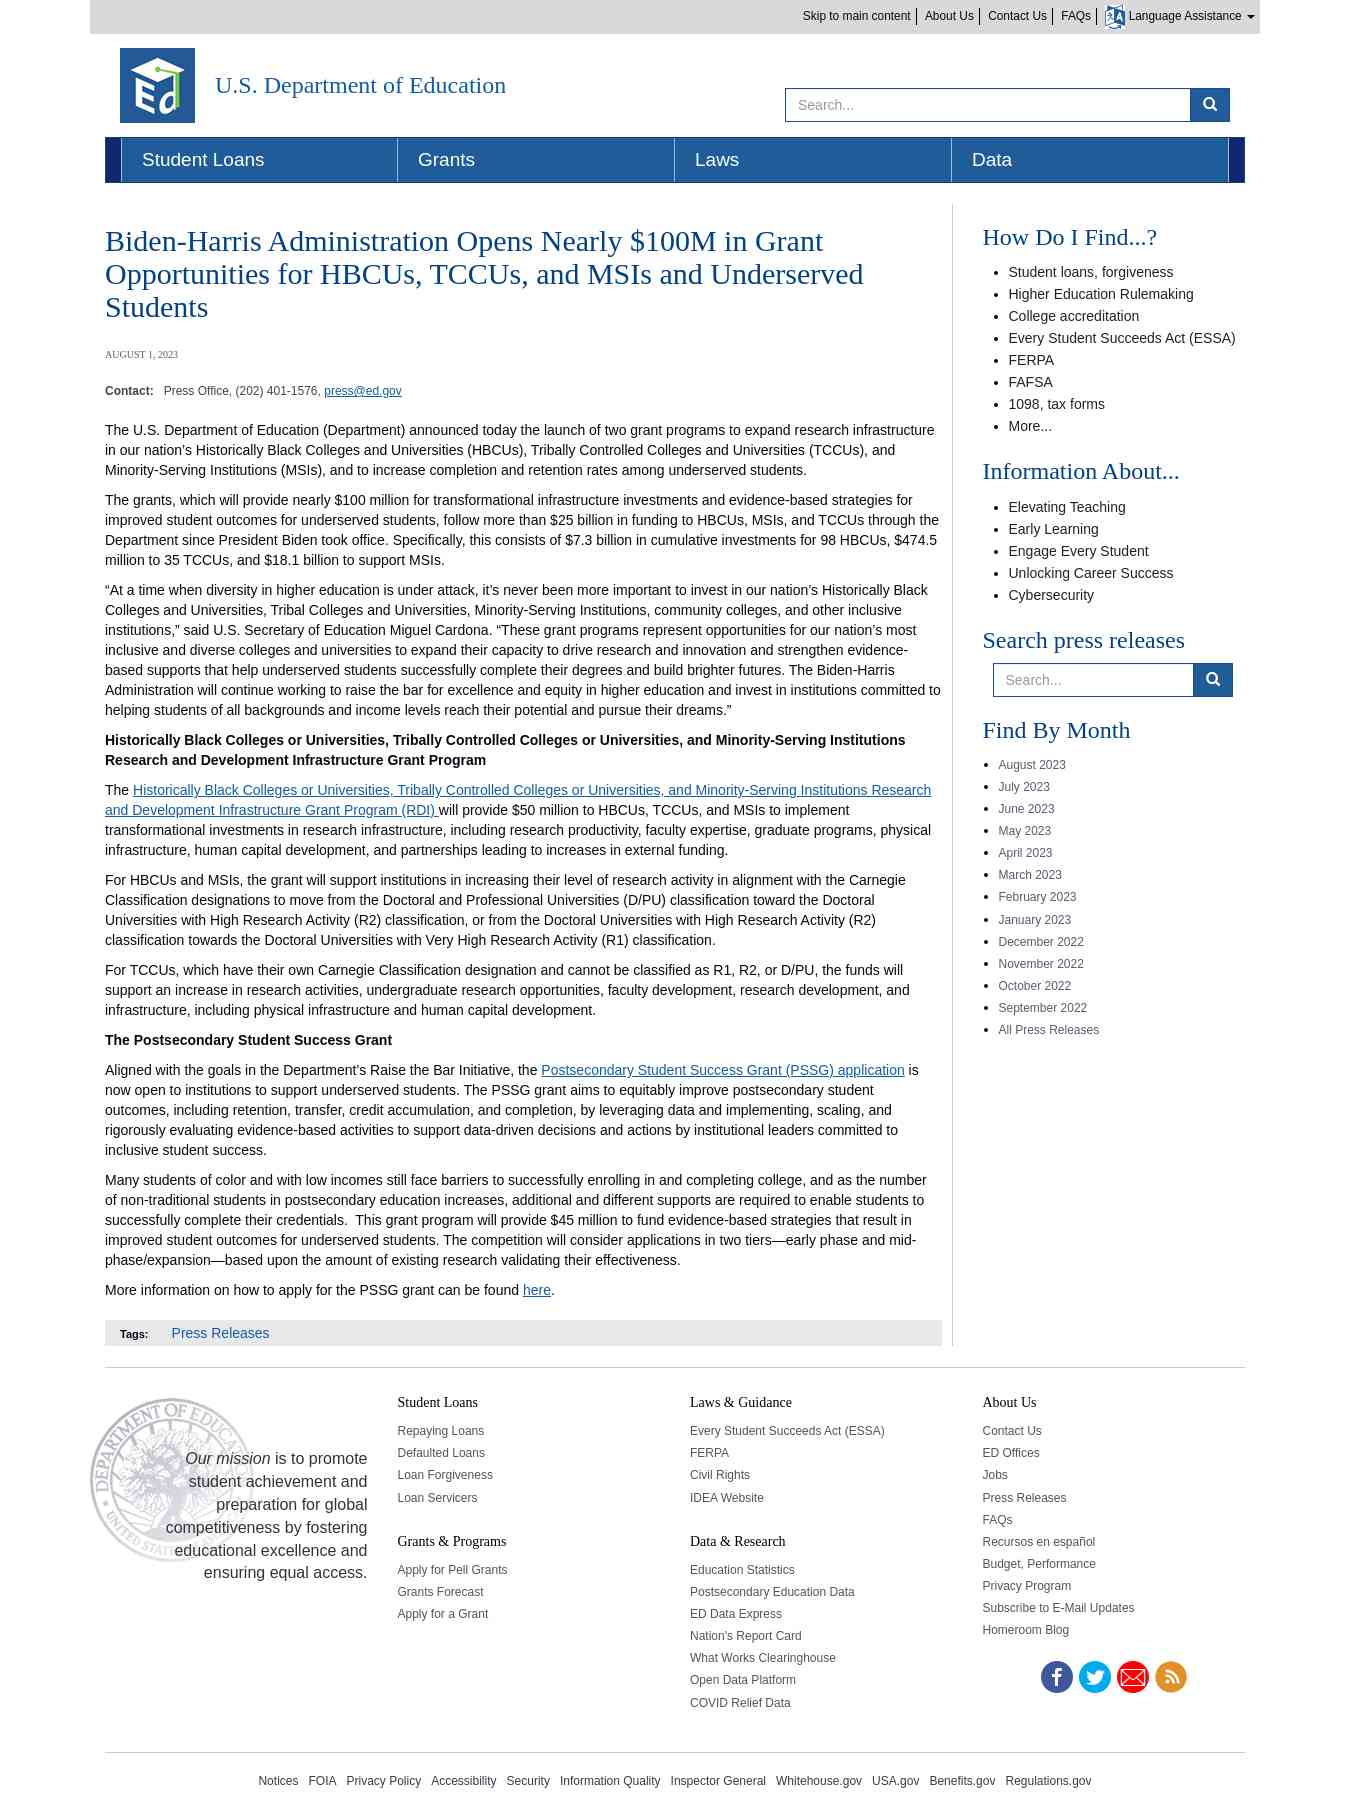 Skip to main content
About Us
Contact Us
FAQs
Language Assistance
Ed
U.S. Department of Education
Search...
Student Loans
Grants
Laws
Data
Biden-Harris Administration Opens Nearly $100M in Grant
Opportunities for HBCUs, TCCUs, and MSIs and Underserved
Students
AUGUST 1, 2023
Contact: Press Office, (202) 401-1576, press@ed.gov
The U.S. Department of Education (Department) announced today the launch of two grant programs to expand research infrastructure
in our nation’s Historically Black Colleges and Universities (HBCUs), Tribally Controlled Colleges and Universities (TCCUs), and
Minority-Serving Institutions (MSIs), and to increase completion and retention rates among underserved students.
The grants, which will provide nearly $100 million for transformational infrastructure investments and evidence-based strategies for
improved student outcomes for underserved students, follow more than $25 billion in funding to HBCUs, MSIs, and TCCUs through the
Department since President Biden took office. Specifically, this consists of $7.3 billion in cumulative investments for 98 HBCUs, $474.5
million to 35 TCCUs, and $18.1 billion to support MSIs.
“At a time when diversity in higher education is under attack, it’s never been more important to invest in our nation’s Historically Black
Colleges and Universities, Tribal Colleges and Universities, Minority-Serving Institutions, community colleges, and other inclusive
institutions,” said U.S. Secretary of Education Miguel Cardona. “These grant programs represent opportunities for our nation’s most
inclusive and diverse colleges and universities to expand their capacity to drive research and innovation and strengthen evidence-
based supports that help underserved students successfully complete their degrees and build brighter futures. The Biden-Harris
Administration will continue working to raise the bar for excellence and equity in higher education and invest in institutions committed to
helping students of all backgrounds and income levels reach their potential and pursue their dreams.”
Historically Black Colleges or Universities, Tribally Controlled Colleges or Universities, and Minority-Serving Institutions
Research and Development Infrastructure Grant Program
The Historically Black Colleges or Universities, Tribally Controlled Colleges or Universities, and Minority-Serving Institutions Research
and Development Infrastructure Grant Program (RDI) will provide $50 million to HBCUs, TCCUs, and MSIs to implement
transformational investments in research infrastructure, including research productivity, faculty expertise, graduate programs, physical
infrastructure, human capital development, and partnerships leading to increases in external funding.
For HBCUs and MSIs, the grant will support institutions in increasing their level of research activity in alignment with the Carnegie
Classification designations to move from the Doctoral and Professional Universities (D/PU) classification toward the Doctoral
Universities with High Research Activity (R2) classification, or from the Doctoral Universities with High Research Activity (R2)
classification towards the Doctoral Universities with Very High Research Activity (R1) classification.
For TCCUs, which have their own Carnegie Classification designation and cannot be classified as R1, R2, or D/PU, the funds will
support an increase in research activities, undergraduate research opportunities, faculty development, research development, and
infrastructure, including physical infrastructure and human capital development.
The Postsecondary Student Success Grant
Aligned with the goals in the Department’s Raise the Bar Initiative, the Postsecondary Student Success Grant (PSSG) application is
now open to institutions to support underserved students. The PSSG grant aims to equitably improve postsecondary student
outcomes, including retention, transfer, credit accumulation, and completion, by leveraging data and implementing, scaling, and
rigorously evaluating evidence-based activities to support data-driven decisions and actions by institutional leaders committed to
inclusive student success.
Many students of color and with low incomes still face barriers to successfully enrolling in and completing college, and as the number
of non-traditional students in postsecondary education increases, additional and different supports are required to enable students to
successfully complete their credentials.  This grant program will provide $45 million to fund evidence-based strategies that result in
improved student outcomes for underserved students. The competition will consider applications in two tiers—early phase and mid-
phase/expansion—based upon the amount of existing research validating their effectiveness.
More information on how to apply for the PSSG grant can be found here.
Tags: Press Releases
How Do I Find...?
Student loans, forgiveness
Higher Education Rulemaking
College accreditation
Every Student Succeeds Act (ESSA)
FERPA
FAFSA
1098, tax forms
More...
Information About...
Elevating Teaching
Early Learning
Engage Every Student
Unlocking Career Success
Cybersecurity
Search press releases
Search...
Find By Month
August 2023
July 2023
June 2023
May 2023
April 2023
March 2023
February 2023
January 2023
December 2022
November 2022
October 2022
September 2022
All Press Releases
Our mission is to promote
student achievement and
preparation for global
competitiveness by fostering
educational excellence and
ensuring equal access.
Student Loans
Repaying Loans
Defaulted Loans
Loan Forgiveness
Loan Servicers
Grants & Programs
Apply for Pell Grants
Grants Forecast
Apply for a Grant
Laws & Guidance
Every Student Succeeds Act (ESSA)
FERPA
Civil Rights
IDEA Website
Data & Research
Education Statistics
Postsecondary Education Data
ED Data Express
Nation's Report Card
What Works Clearinghouse
Open Data Platform
COVID Relief Data
About Us
Contact Us
ED Offices
Jobs
Press Releases
FAQs
Recursos en español
Budget, Performance
Privacy Program
Subscribe to E-Mail Updates
Homeroom Blog
Notices FOIA Privacy Policy Accessibility Security Information Quality Inspector General Whitehouse.gov USA.gov Benefits.gov Regulations.gov